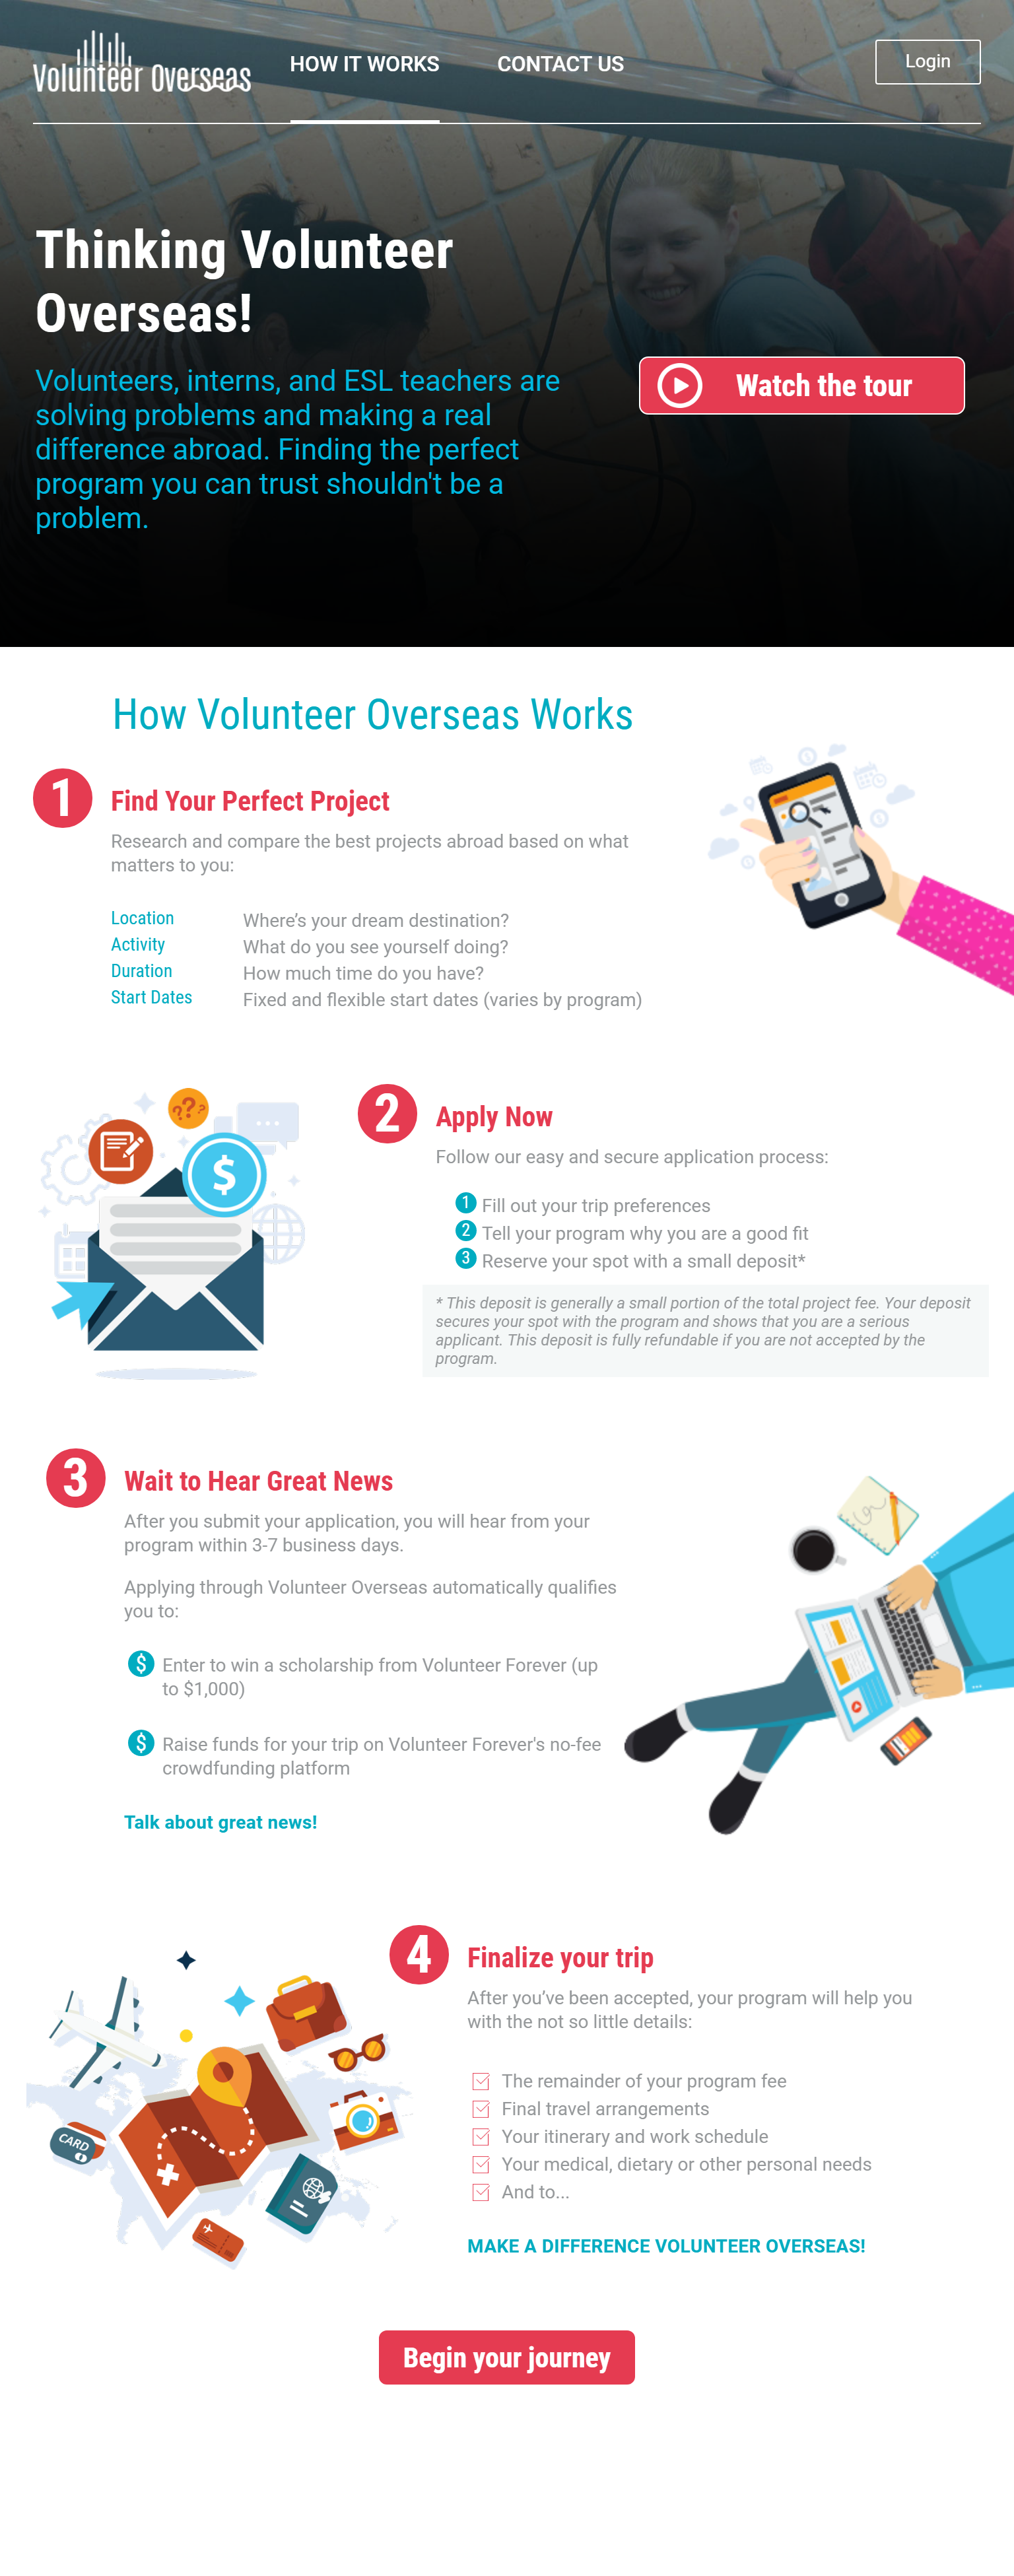 Volunteer Overseas
HOW IT WORKS
CONTACT US
Login
Thinking Volunteer
Overseas!
Volunteers, interns, and ESL teachers are
solving problems and making a real
difference abroad. Finding the perfect
program you can trust shouldn't be a
problem.
Watch the tour
How Volunteer Overseas Works
1
Find Your Perfect Project
Research and compare the best projects abroad based on what
matters to you:
Location Where’s your dream destination?
Activity What do you see yourself doing?
Duration How much time do you have?
Start Dates Fixed and flexible start dates (varies by program)
???
$
2
Apply Now
Follow our easy and secure application process:
1 Fill out your trip preferences
2 Tell your program why you are a good fit
3 Reserve your spot with a small deposit*
* This deposit is generally a small portion of the total project fee. Your deposit
secures your spot with the program and shows that you are a serious
applicant. This deposit is fully refundable if you are not accepted by the
program.
3
Wait to Hear Great News
After you submit your application, you will hear from your
program within 3-7 business days.
Applying through Volunteer Overseas automatically qualifies
you to:
$ Enter to win a scholarship from Volunteer Forever (up
to $1,000)
$ Raise funds for your trip on Volunteer Forever's no-fee
crowdfunding platform
Talk about great news!
4
Finalize your trip
After you’ve been accepted, your program will help you
with the not so little details:
The remainder of your program fee
Final travel arrangements
Your itinerary and work schedule
Your medical, dietary or other personal needs
And to...
CARD
MAKE A DIFFERENCE VOLUNTEER OVERSEAS!
Begin your journey